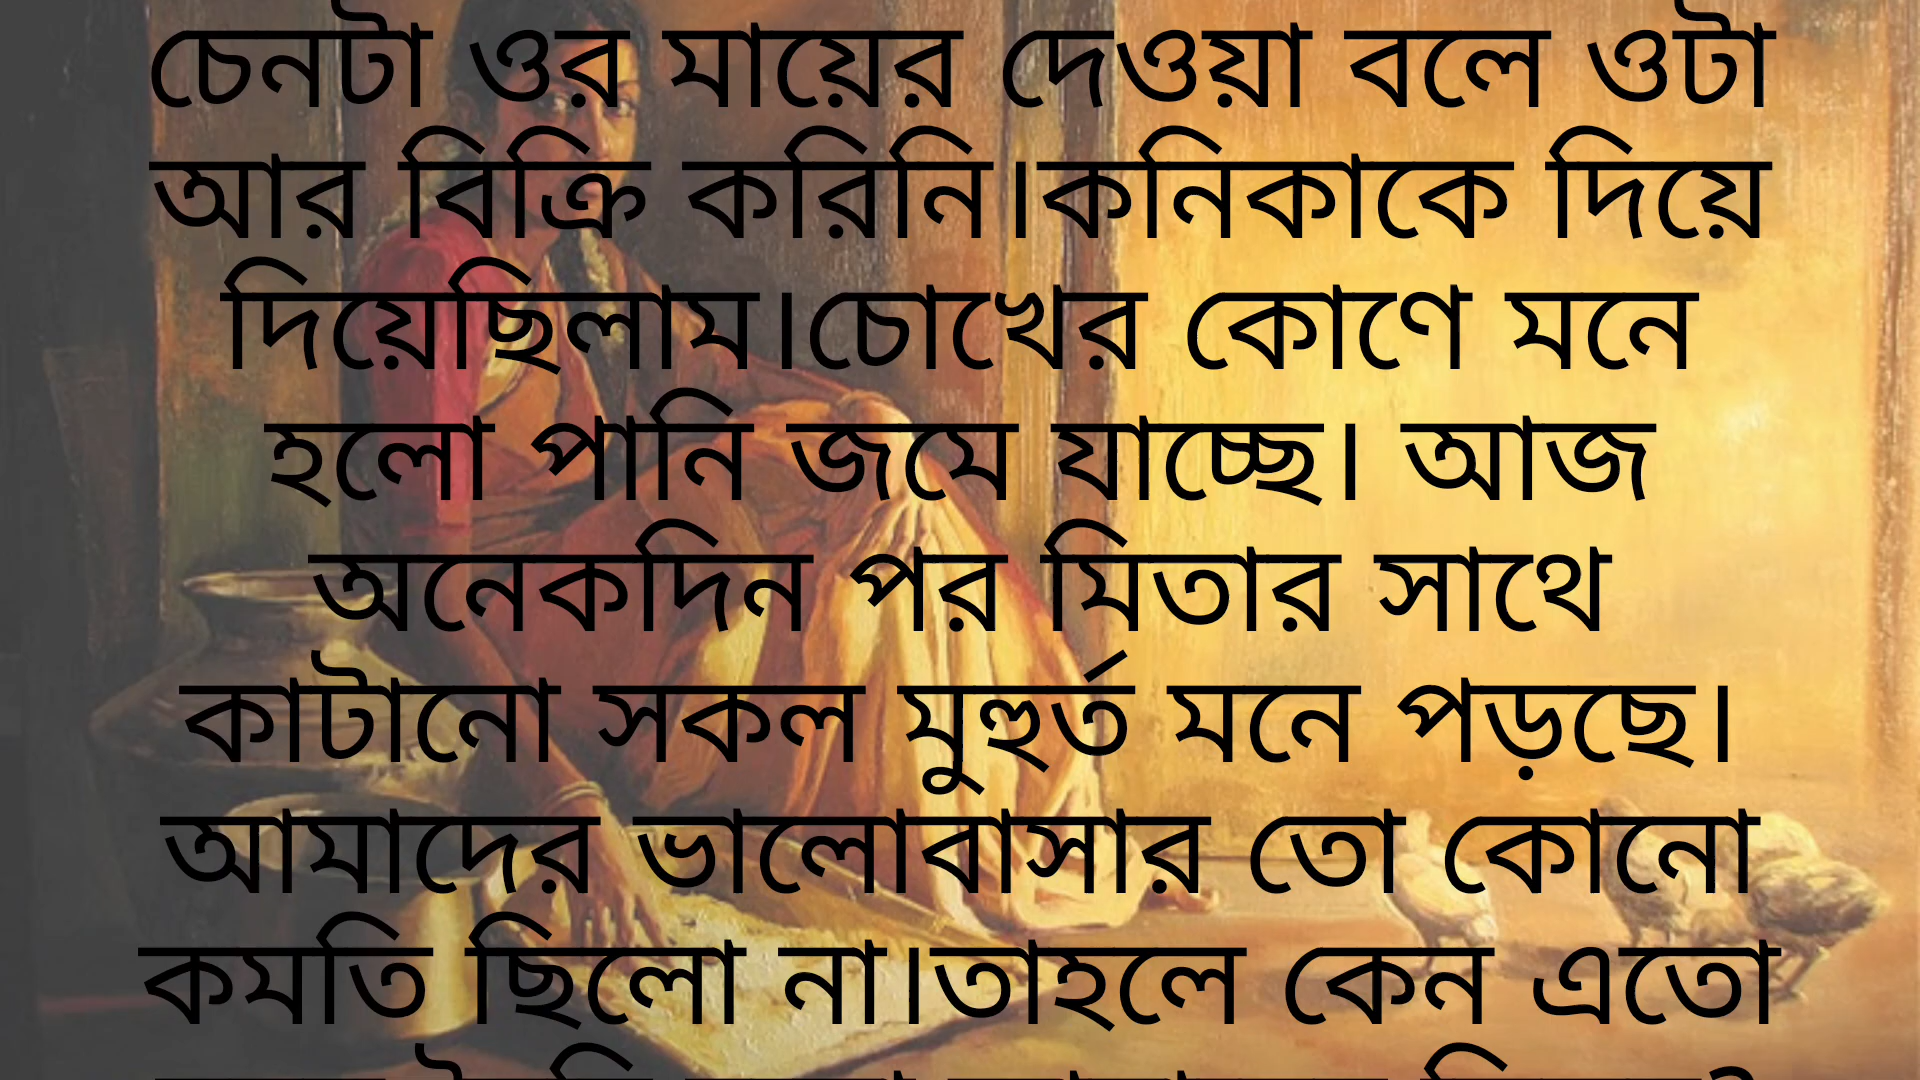 চেনটা ওর মায়ের দেওয়া বলে ওটা
আর বিক্রি করিনি।কনিকাকে দিয়ে
দিয়েছিলাম।চোখের কোণে মনে
হলো পানি জমে যাচ্ছে। আজ
অনেকদিন পর মিতার সাথে
কাটানো সকল মুহুর্ত মনে পড়ছে।
আমাদের ভালোবাসার তো কোনো
কমতি ছিলো না।তাহলে কেন এতো